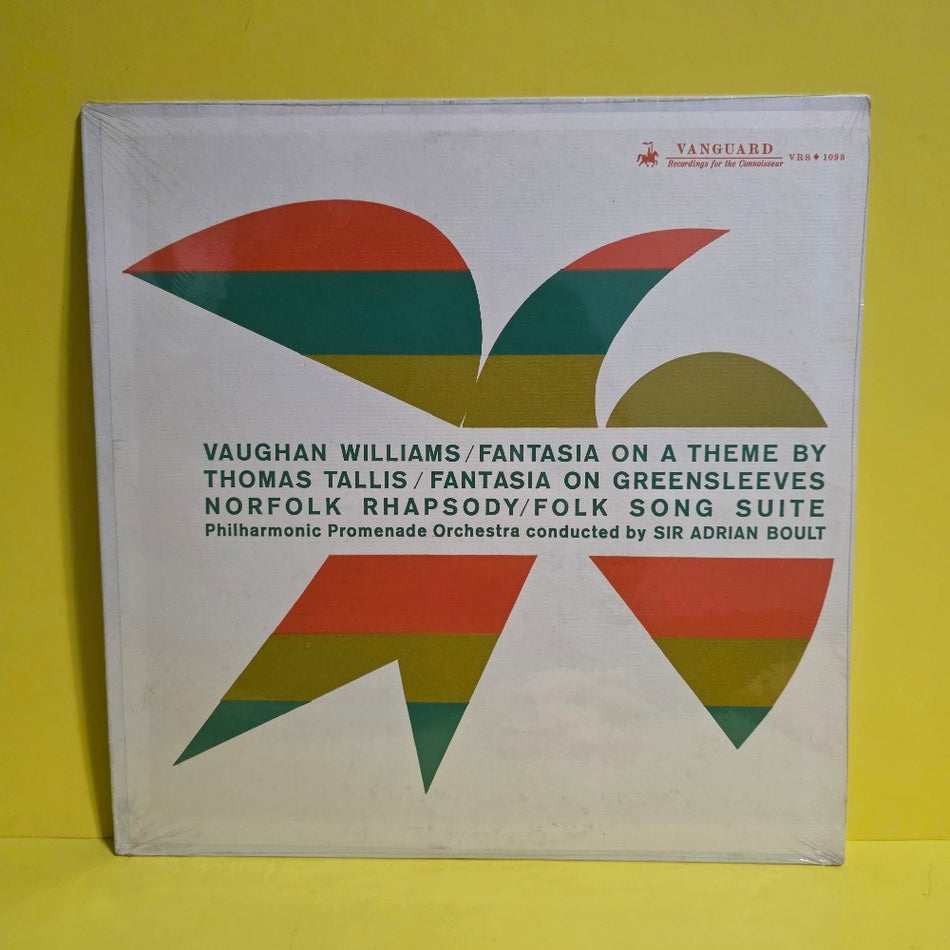 VANGUARD
Recordings for the Connoisseur
VRS ♦ 1093
VAUGHAN WILLIAMS/FANTASIA ON A THEME BY
THOMAS TALLIS/FANTASIA ON GREENSLEEVES
NORFOLK RHAPSODY/FOLK SONG SUITE
Philharmonic Promenade Orchestra conducted by SIR ADRIAN BOULT